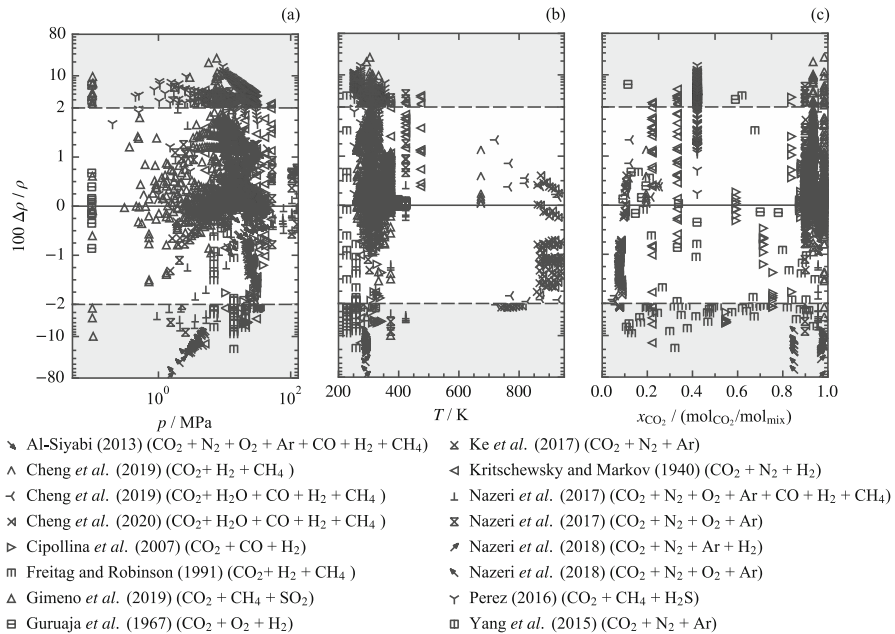 (a)
(b)
(c)
80
10
2
1
0
-1
-2
-10
-80
100 Δρ / ρ
10⁰
10²
200
400
600
800
0.0
0.2
0.4
0.6
0.8
1.0
p / MPa
T / K
xCO₂ / (molCO₂/molmix)
Al-Siyabi (2013) (CO₂ + N₂ + O₂ + Ar + CO + H₂ + CH₄)
Cheng et al. (2019) (CO₂+ H₂ + CH₄ )
Cheng et al. (2019) (CO₂ + H₂O + CO + H₂ + CH₄ )
Cheng et al. (2020) (CO₂ + H₂O + CO + H₂ + CH₄ )
Cipollina et al. (2007) (CO₂ + CO + H₂)
Freitag and Robinson (1991) (CO₂+ H₂ + CH₄ )
Gimeno et al. (2019) (CO₂ + CH₄ + SO₂)
Guruaja et al. (1967) (CO₂ + O₂ + H₂)
Ke et al. (2017) (CO₂ + N₂ + Ar)
Kritschewsky and Markov (1940) (CO₂ + N₂ + H₂)
Nazeri et al. (2017) (CO₂ + N₂ + O₂ + Ar + CO + H₂ + CH₄)
Nazeri et al. (2017) (CO₂ + N₂ + O₂ + Ar)
Nazeri et al. (2018) (CO₂ + N₂ + Ar + H₂)
Nazeri et al. (2018) (CO₂ + N₂ + O₂ + Ar)
Perez (2016) (CO₂ + CH₄ + H₂S)
Yang et al. (2015) (CO₂ + N₂ + Ar)